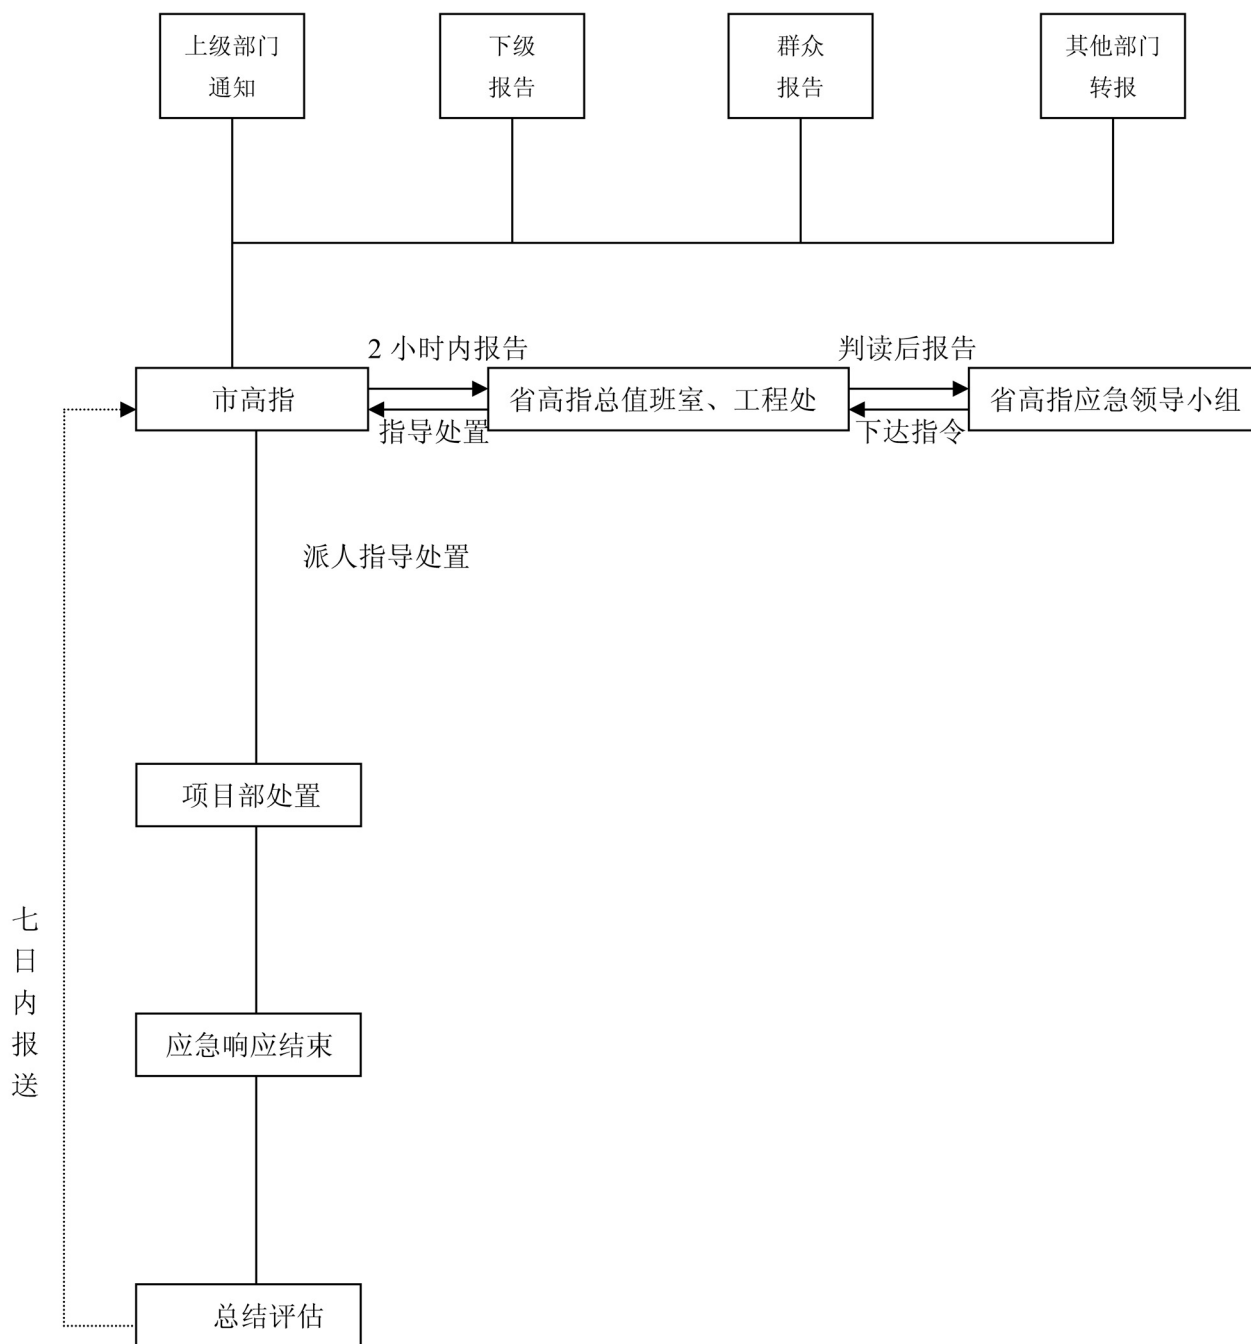 上级部门
通知
下级
报告
群众
报告
其他部门
转报
2 小时内报告
判读后报告
市高指
省高指总值班室、工程处
省高指应急领导小组
指导处置
下达指令
派人指导处置
项目部处置
七
日
内
报
送
应急响应结束
总结评估